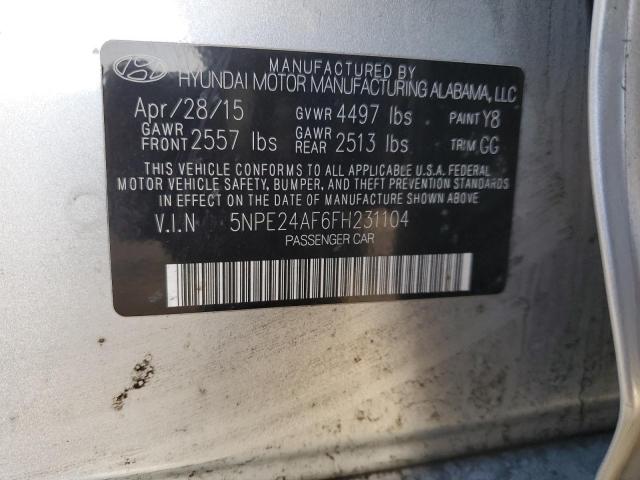 MANUFACTURED BY
HYUNDAI MOTOR MANUFACTURING ALABAMA, LLC
Apr/28/15 GVWR 4497 lbs PAINT Y8
GAWR FRONT 2557 lbs GAWR REAR 2513 lbs TRIM GG
THIS VEHICLE CONFORMS TO ALL APPLICABLE U.S.A. FEDERAL
MOTOR VEHICLE SAFETY, BUMPER, AND THEFT PREVENTION STANDARDS
IN EFFECT ON THE DATE OF MANUFACTURE SHOWN ABOVE.
V.I.N 5NPE24AF6FH231104
PASSENGER CAR